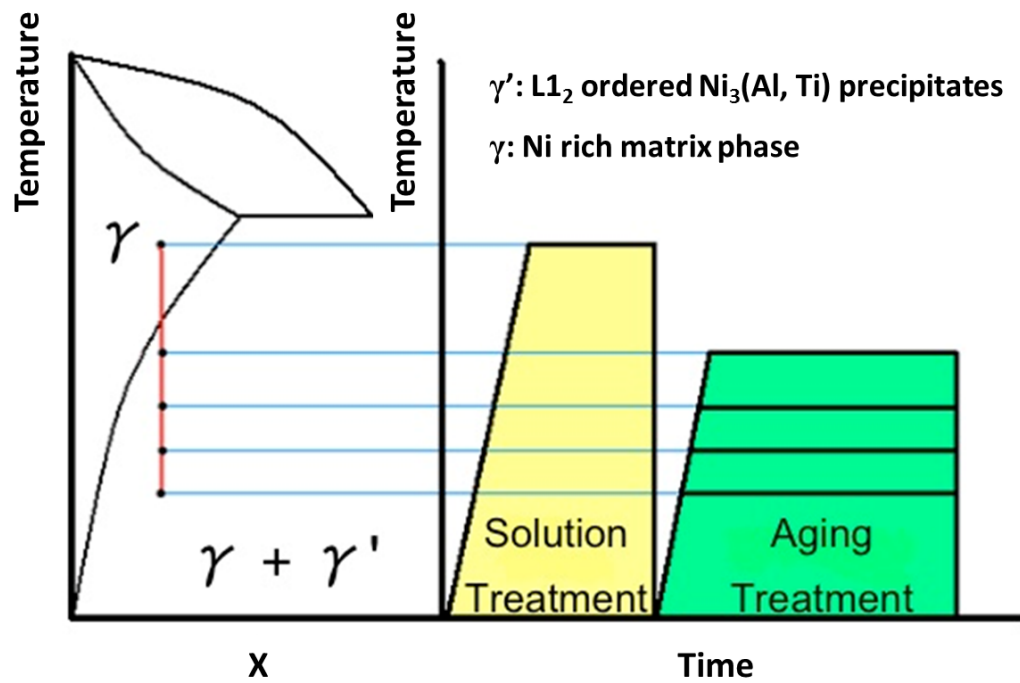 Temperature
Temperature
γ': L1₂ ordered Ni₃(Al, Ti) precipitates
γ: Ni rich matrix phase
γ
γ + γ'
Solution
Treatment
Aging
Treatment
X
Time